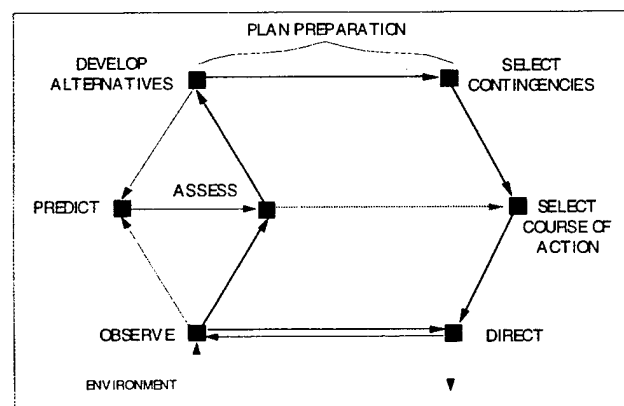 PLAN PREPARATION
DEVELOP
ALTERNATIVES
SELECT
CONTINGENCIES
ASSESS
PREDICT
SELECT
COURSE OF
ACTION
OBSERVE
DIRECT
ENVIRONMENT